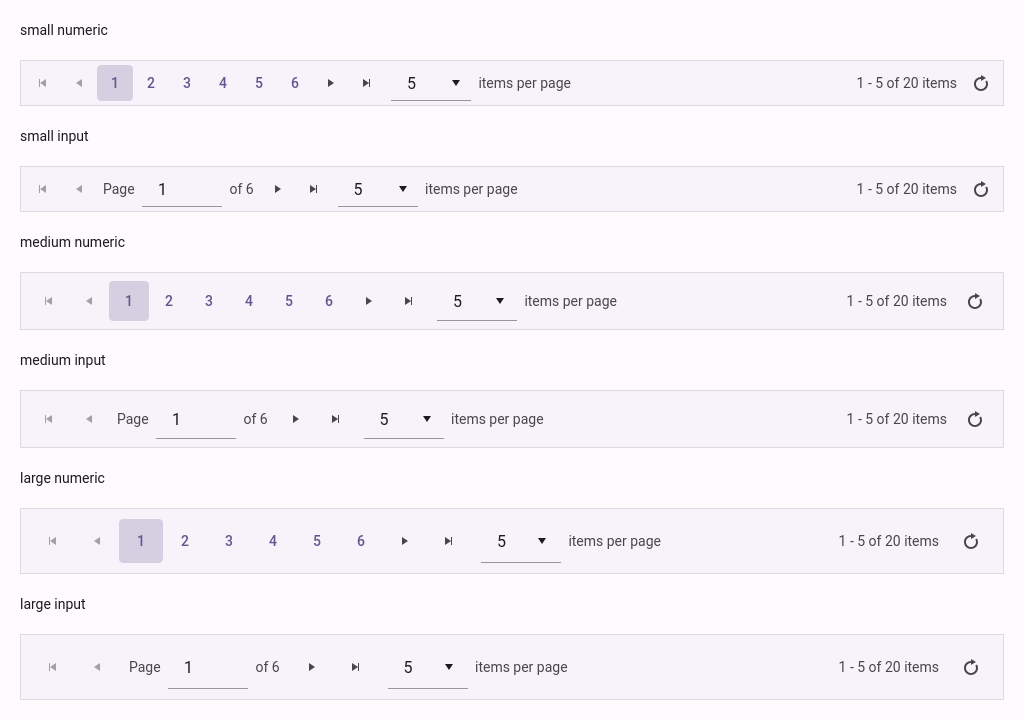 small numeric
1 2 3 4 5 6 5 items per page 1 - 5 of 20 items
small input
Page 1 of 6 5 items per page 1 - 5 of 20 items
medium numeric
1 2 3 4 5 6 5 items per page 1 - 5 of 20 items
medium input
Page 1 of 6 5 items per page 1 - 5 of 20 items
large numeric
1 2 3 4 5 6 5 items per page 1 - 5 of 20 items
large input
Page 1 of 6 5 items per page 1 - 5 of 20 items